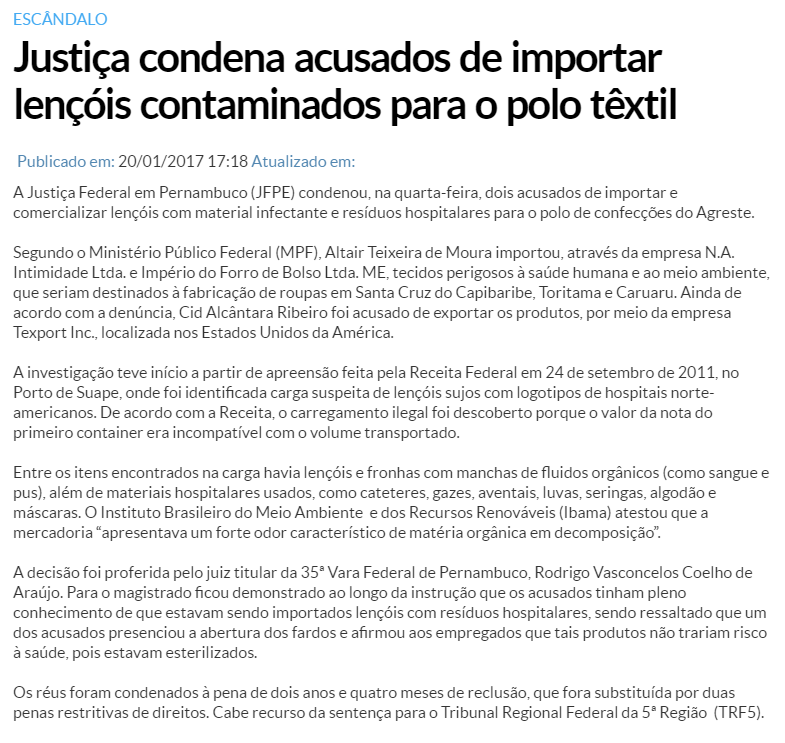 ESCÂNDALO
Justiça condena acusados de importar
lençóis contaminados para o polo têxtil
Publicado em: 20/01/2017 17:18 Atualizado em:
A Justiça Federal em Pernambuco (JFPE) condenou, na quarta-feira, dois acusados de importar e
comercializar lençóis com material infectante e resíduos hospitalares para o polo de confecções do Agreste.
Segundo o Ministério Público Federal (MPF), Altair Teixeira de Moura importou, através da empresa N.A.
Intimidade Ltda. e Império do Forro de Bolso Ltda. ME, tecidos perigosos à saúde humana e ao meio ambiente,
que seriam destinados à fabricação de roupas em Santa Cruz do Capibaribe, Toritama e Caruaru. Ainda de
acordo com a denúncia, Cid Alcântara Ribeiro foi acusado de exportar os produtos, por meio da empresa
Texport Inc., localizada nos Estados Unidos da América.
A investigação teve início a partir de apreensão feita pela Receita Federal em 24 de setembro de 2011, no
Porto de Suape, onde foi identificada carga suspeita de lençóis sujos com logotipos de hospitais norte-
americanos. De acordo com a Receita, o carregamento ilegal foi descoberto porque o valor da nota do
primeiro container era incompatível com o volume transportado.
Entre os itens encontrados na carga havia lençóis e fronhas com manchas de fluidos orgânicos (como sangue e
pus), além de materiais hospitalares usados, como cateteres, gazes, aventais, luvas, seringas, algodão e
máscaras. O Instituto Brasileiro do Meio Ambiente e dos Recursos Renováveis (Ibama) atestou que a
mercadoria “apresentava um forte odor característico de matéria orgânica em decomposição”.
A decisão foi proferida pelo juiz titular da 35ª Vara Federal de Pernambuco, Rodrigo Vasconcelos Coelho de
Araújo. Para o magistrado ficou demonstrado ao longo da instrução que os acusados tinham pleno
conhecimento de que estavam sendo importados lençóis com resíduos hospitalares, sendo ressaltado que um
dos acusados presenciou a abertura dos fardos e afirmou aos empregados que tais produtos não trariam risco
à saúde, pois estavam esterilizados.
Os réus foram condenados à pena de dois anos e quatro meses de reclusão, que fora substituída por duas
penas restritivas de direitos. Cabe recurso da sentença para o Tribunal Regional Federal da 5ª Região (TRF5).